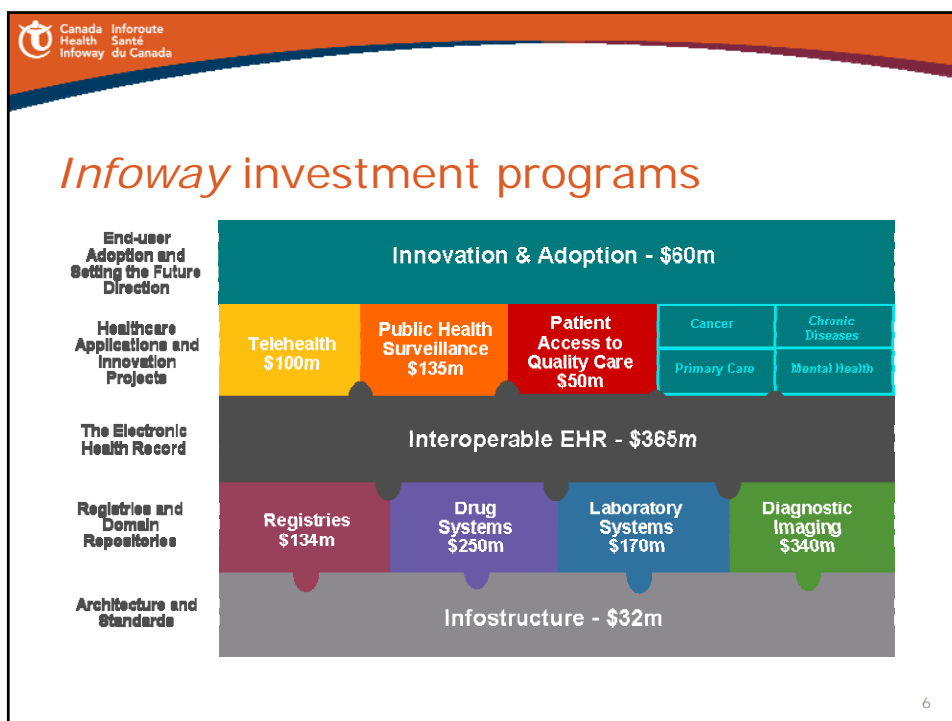 Canada Inforoute
Health Santé
Infoway du Canada
Infoway investment programs
End-user
Adoption and
Setting the Future
Direction
Innovation & Adoption - $60m
Healthcare
Applications and
Innovation
Projects
Telehealth
$100m
Public Health
Surveillance
$135m
Patient
Access to
Quality Care
$50m
Cancer
Chronic
Diseases
Primary Care
Mental Health
The Electronic
Health Record
Interoperable EHR - $365m
Registries and
Domain
Repositories
Registries
$134m
Drug
Systems
$250m
Laboratory
Systems
$170m
Diagnostic
Imaging
$340m
Architecture and
Standards
Infostructure - $32m
6